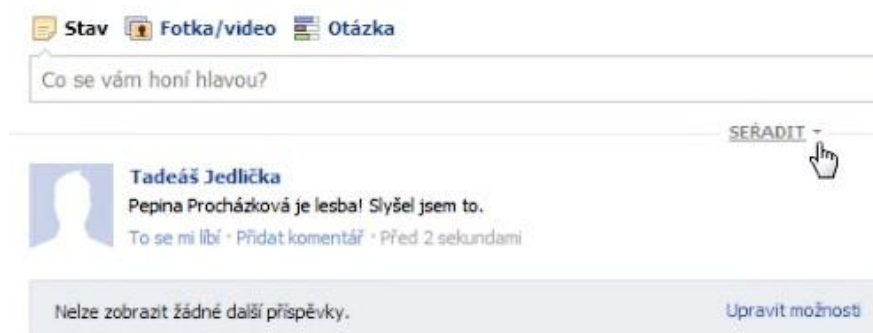 Stav Fotka/video Otázka
Co se vám honí hlavou?
SEŘADIT
Tadeáš Jedlička
Pepina Procházková je lesba! Slyšel jsem to.
To se mi líbí · Přidat komentář · Před 2 sekundami
Nelze zobrazit žádné další příspěvky. Upravit možnosti